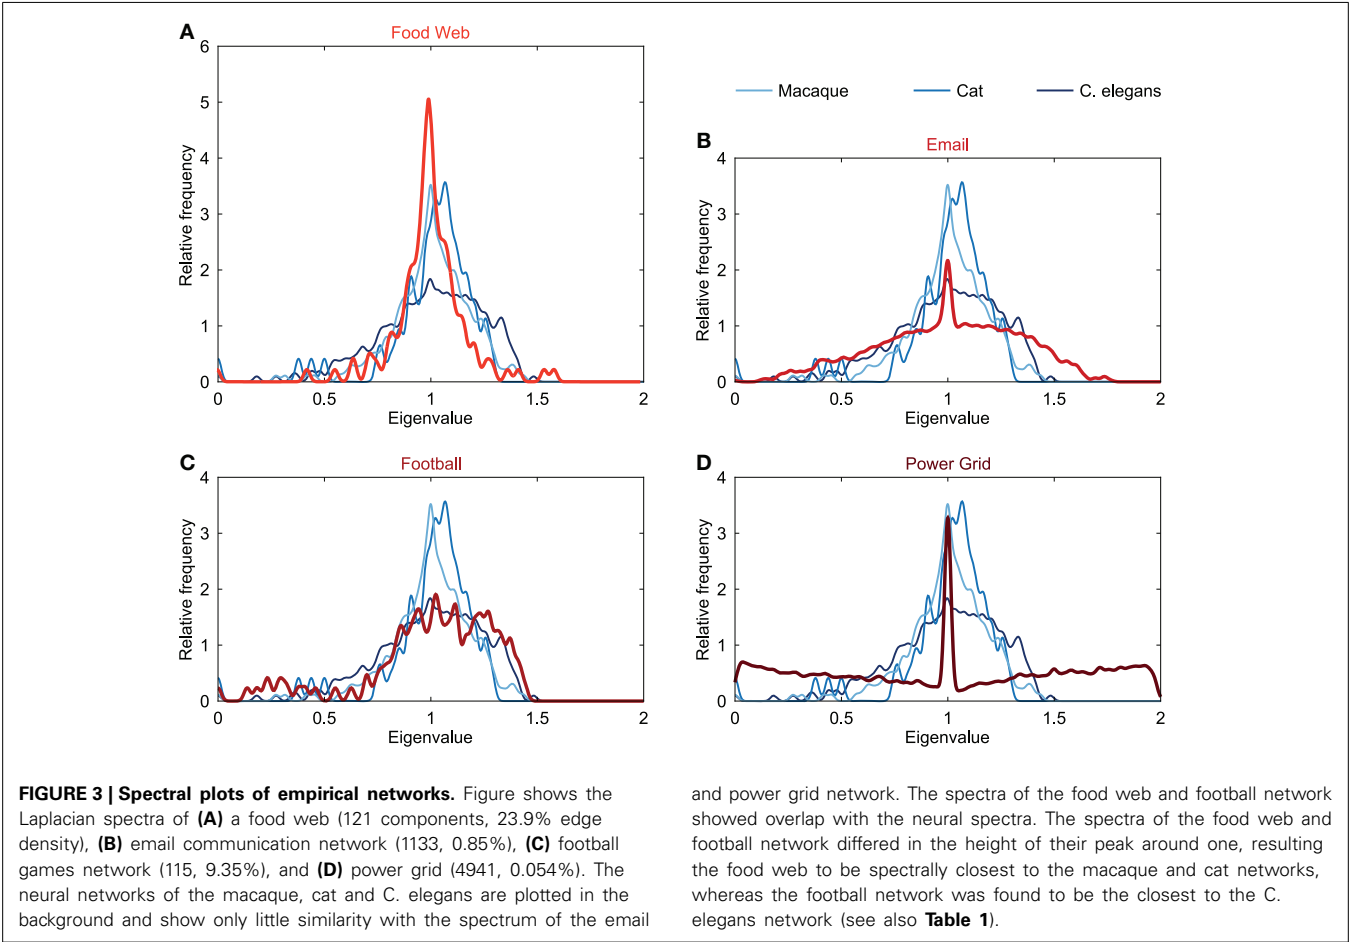 A
Food Web
6
5
4
3
2
1
0
Relative frequency
0
0.5
1
1.5
2
Eigenvalue
Macaque
Cat
C. elegans
B
Email
4
3
2
1
0
Relative frequency
0
0.5
1
1.5
2
Eigenvalue
C
Football
4
3
2
1
0
Relative frequency
0
0.5
1
1.5
2
Eigenvalue
D
Power Grid
4
3
2
1
0
Relative frequency
0
0.5
1
1.5
2
Eigenvalue
FIGURE 3 | Spectral plots of empirical networks. Figure shows the
Laplacian spectra of (A) a food web (121 components, 23.9% edge
density), (B) email communication network (1133, 0.85%), (C) football
games network (115, 9.35%), and (D) power grid (4941, 0.054%). The
neural networks of the macaque, cat and C. elegans are plotted in the
background and show only little similarity with the spectrum of the email
and power grid network. The spectra of the food web and football network
showed overlap with the neural spectra. The spectra of the food web and
football network differed in the height of their peak around one, resulting
the food web to be spectrally closest to the macaque and cat networks,
whereas the football network was found to be the closest to the C.
elegans network (see also Table 1).